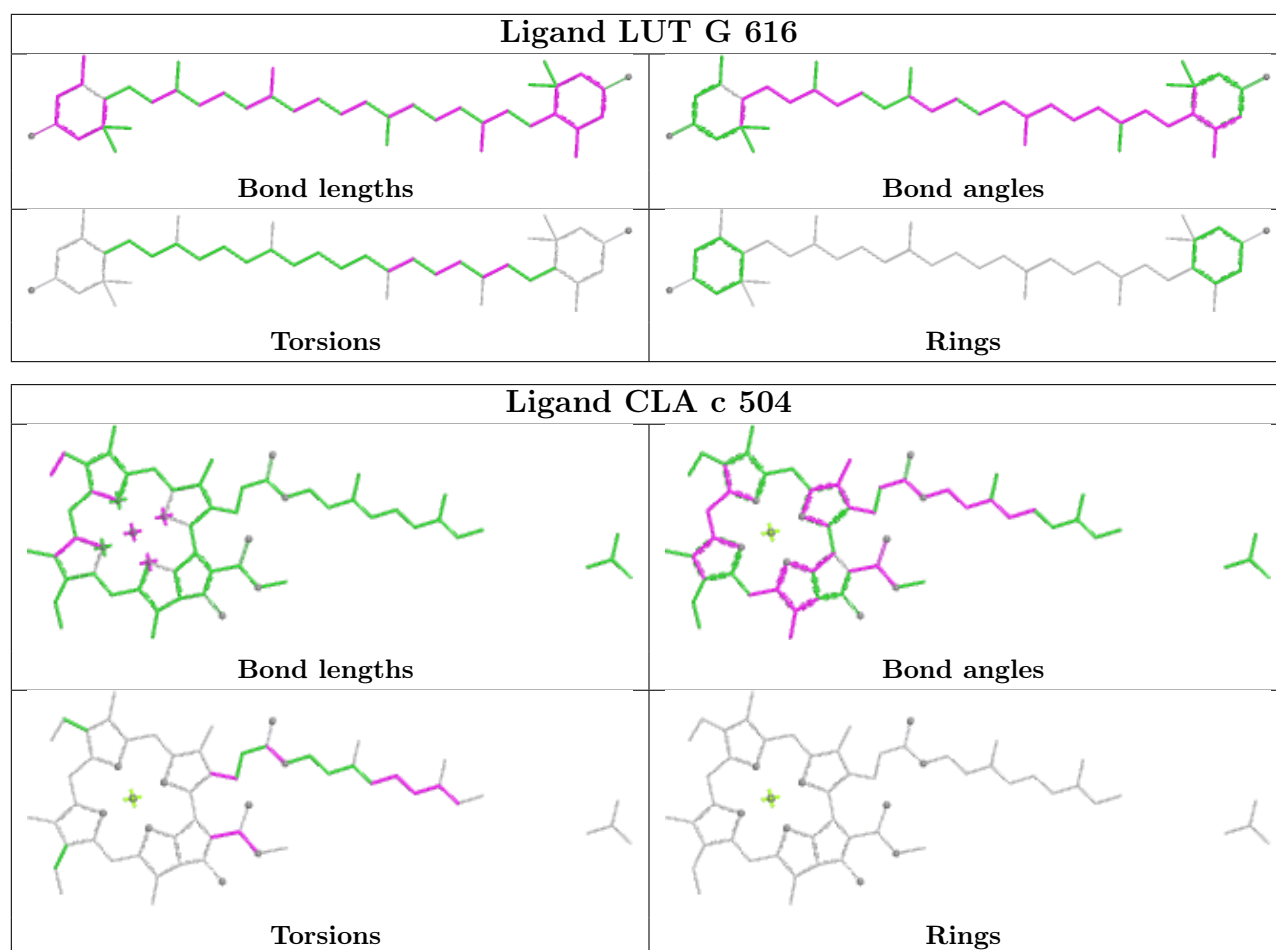 Ligand LUT G 616
Bond lengths
Bond angles
Torsions
Rings
Ligand CLA c 504
Bond lengths
Bond angles
Torsions
Rings